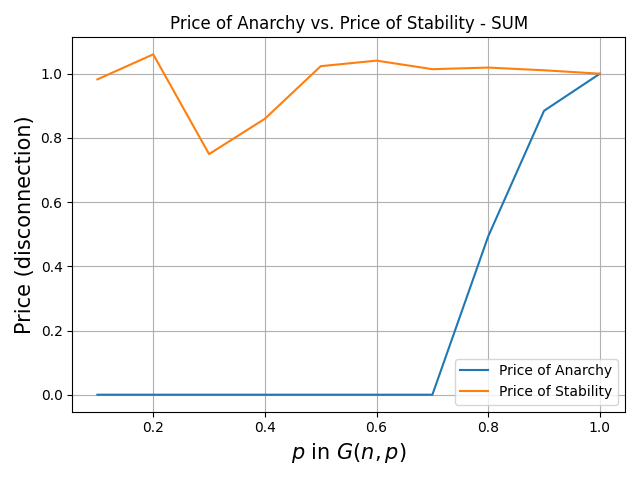 Price of Anarchy vs. Price of Stability - SUM
Price (disconnection)
1.0
0.8
0.6
0.4
0.2
0.0
0.2 0.4 0.6 0.8 1.0
p in G(n, p)
Price of Anarchy
Price of Stability